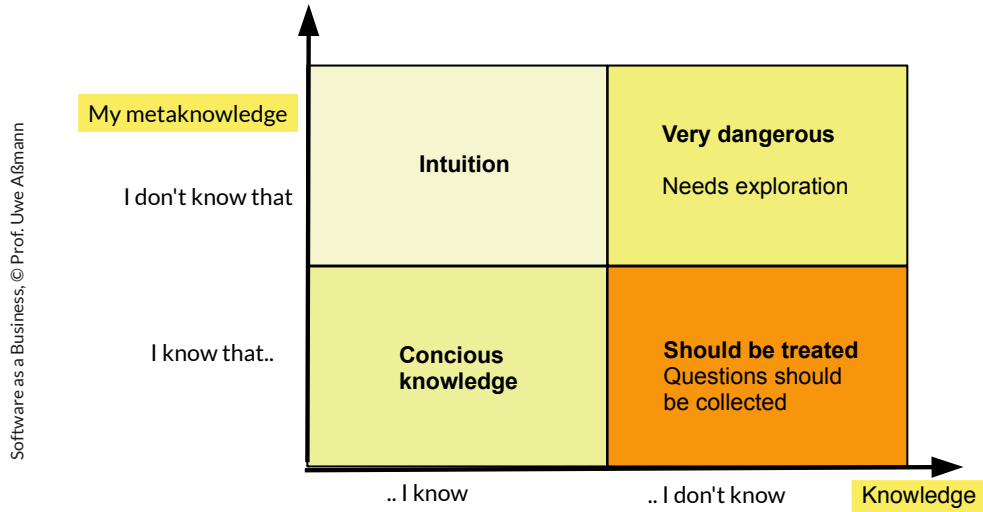 My metaknowledge
Very dangerous
Intuition
Needs exploration
I don't know that
I know that..
Concious
knowledge
Should be treated
Questions should
be collected
.. I know
.. I don't know
Knowledge
Software as a Business, © Prof. Uwe Aßmann